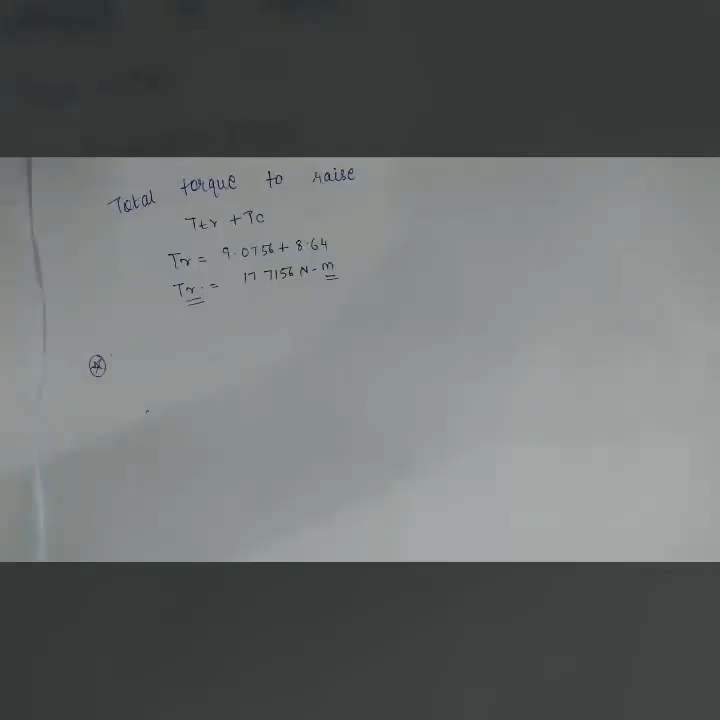 Total torque to raise
Ttr + Tc
Tr = 9.0756 + 8.64
Tr. = 17 7156 N-m